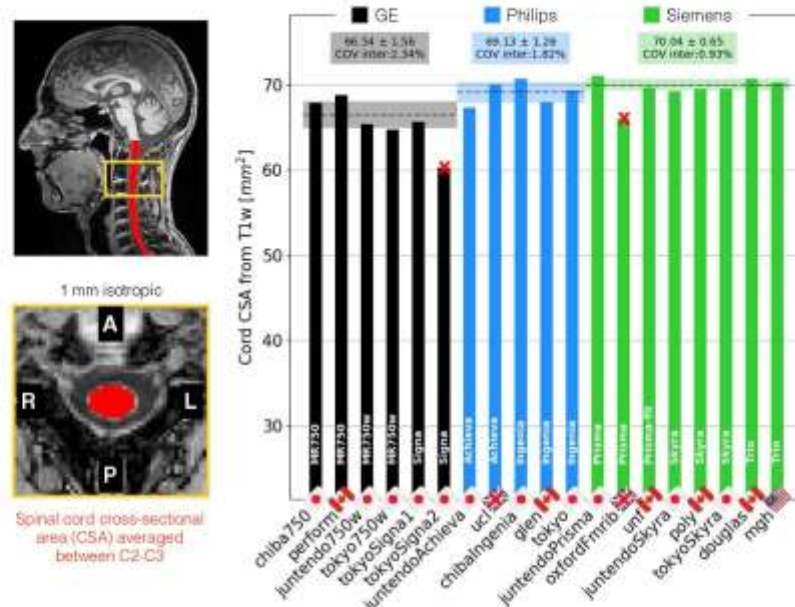 GE
Philips
Siemens
66.54 ± 1.56
COV inter:2.34%
69.13 ± 1.26
COV inter:1.82%
70.04 ± 0.65
COV inter:0.93%
Cord CSA from T1w [mm²]
70
60
50
40
30
1 mm isotropic
A
R
L
P
Spinal cord cross-sectional
area (CSA) averaged
between C2-C3
MR750
MR750
MR750w
MR750w
Signa
Signa
Achieva
Achieva
Ingenia
Ingenia
Ingenia
Prisma
Prisma
Prisma-fit
Skyra
Skyra
Skyra
Trio
Trio
chiba750
perform
juntendo750w
tokyo750w
tokyoSigna1
tokyoSigna2
juntendoAchieva
ucl
chibaIngenia
glen
tokyo
juntendoPrisma
oxfordFmrib
unf
juntendoSkyra
poly
tokyoSkyra
douglas
mgh